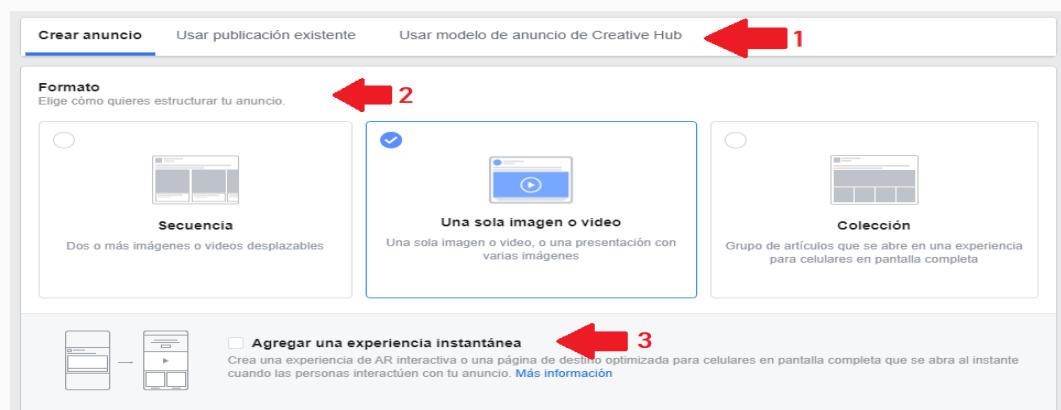 Crear anuncio Usar publicación existente Usar modelo de anuncio de Creative Hub 1
Formato
Elige cómo quieres estructurar tu anuncio. 2
Secuencia
Dos o más imágenes o videos desplazables
Una sola imagen o video
Una sola imagen o video, o una presentación con
varias imágenes
Colección
Grupo de artículos que se abre en una experiencia
para celulares en pantalla completa
Agregar una experiencia instantánea 3
Crea una experiencia de AR interactiva o una página de destino optimizada para celulares en pantalla completa que se abra al instante
cuando las personas interactúen con tu anuncio. Más información